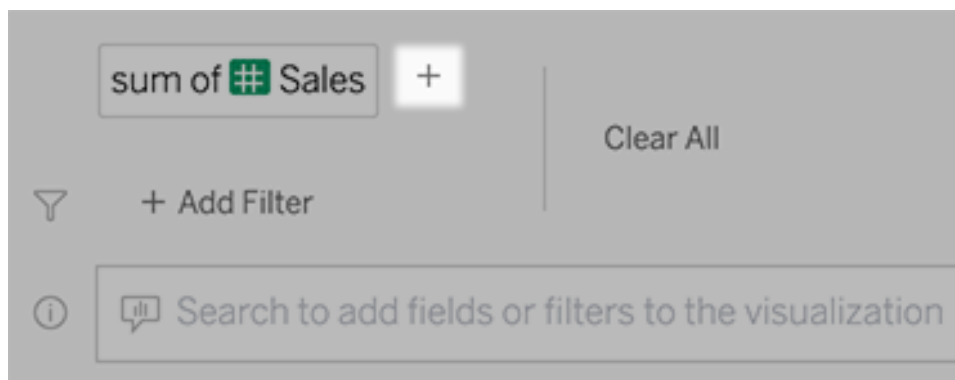 sum of # Sales +
Clear All
+ Add Filter
Search to add fields or filters to the visualization